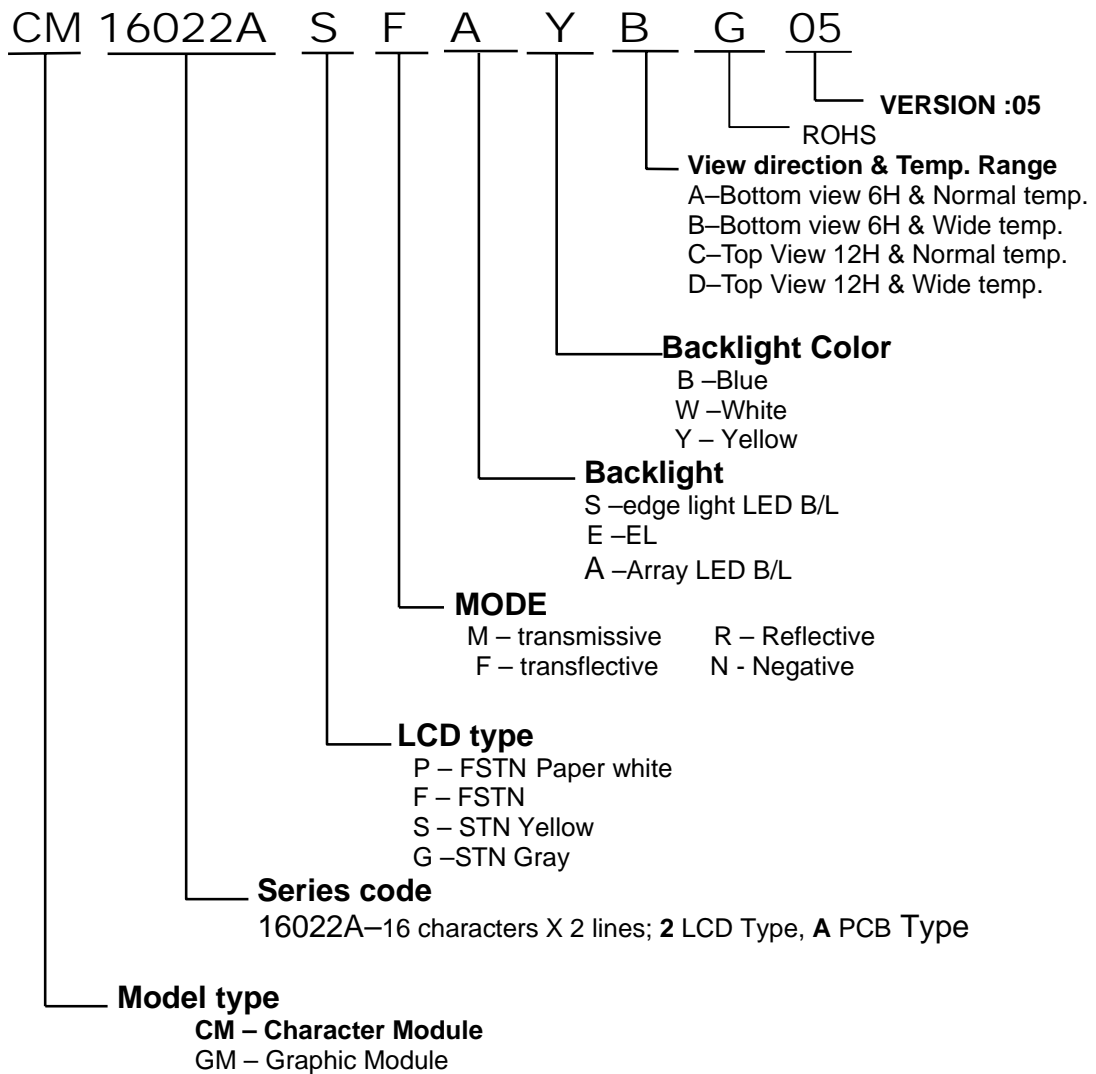 CM 16022A S F A Y B G 05
VERSION :05
ROHS
View direction & Temp. Range
A–Bottom view 6H & Normal temp.
B–Bottom view 6H & Wide temp.
C–Top View 12H & Normal temp.
D–Top View 12H & Wide temp.
Backlight Color
B –Blue
W –White
Y – Yellow
Backlight
S –edge light LED B/L
E –EL
A –Array LED B/L
MODE
M – transmissive R – Reflective
F – transflective N - Negative
LCD type
P – FSTN Paper white
F – FSTN
S – STN Yellow
G –STN Gray
Series code
16022A–16 characters X 2 lines; 2 LCD Type, A PCB Type
Model type
CM – Character Module
GM – Graphic Module